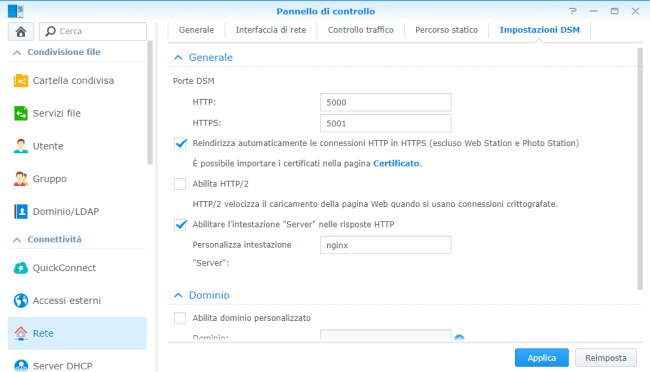 Pannello di controllo
Cerca
Condivisione file
Cartella condivisa
Servizi file
Utente
Gruppo
Dominio/LDAP
Connettività
QuickConnect
Accessi esterni
Rete
Server DHCP
Generale Interfaccia di rete Controllo traffico Percorso statico Impostazioni DSM
Generale
Porte DSM
HTTP: 5000
HTTPS: 5001
Reindirizza automaticamente le connessioni HTTP in HTTPS (escluso Web Station e Photo Station)
È possibile importare i certificati nella pagina Certificato.
Abilita HTTP/2
HTTP/2 velocizza il caricamento della pagina Web quando si usano connessioni crittografate.
Abilitare l'intestazione "Server" nelle risposte HTTP
Personalizza intestazione nginx
"Server":
Dominio
Abilita dominio personalizzato
Dominio:
Applica Reimposta